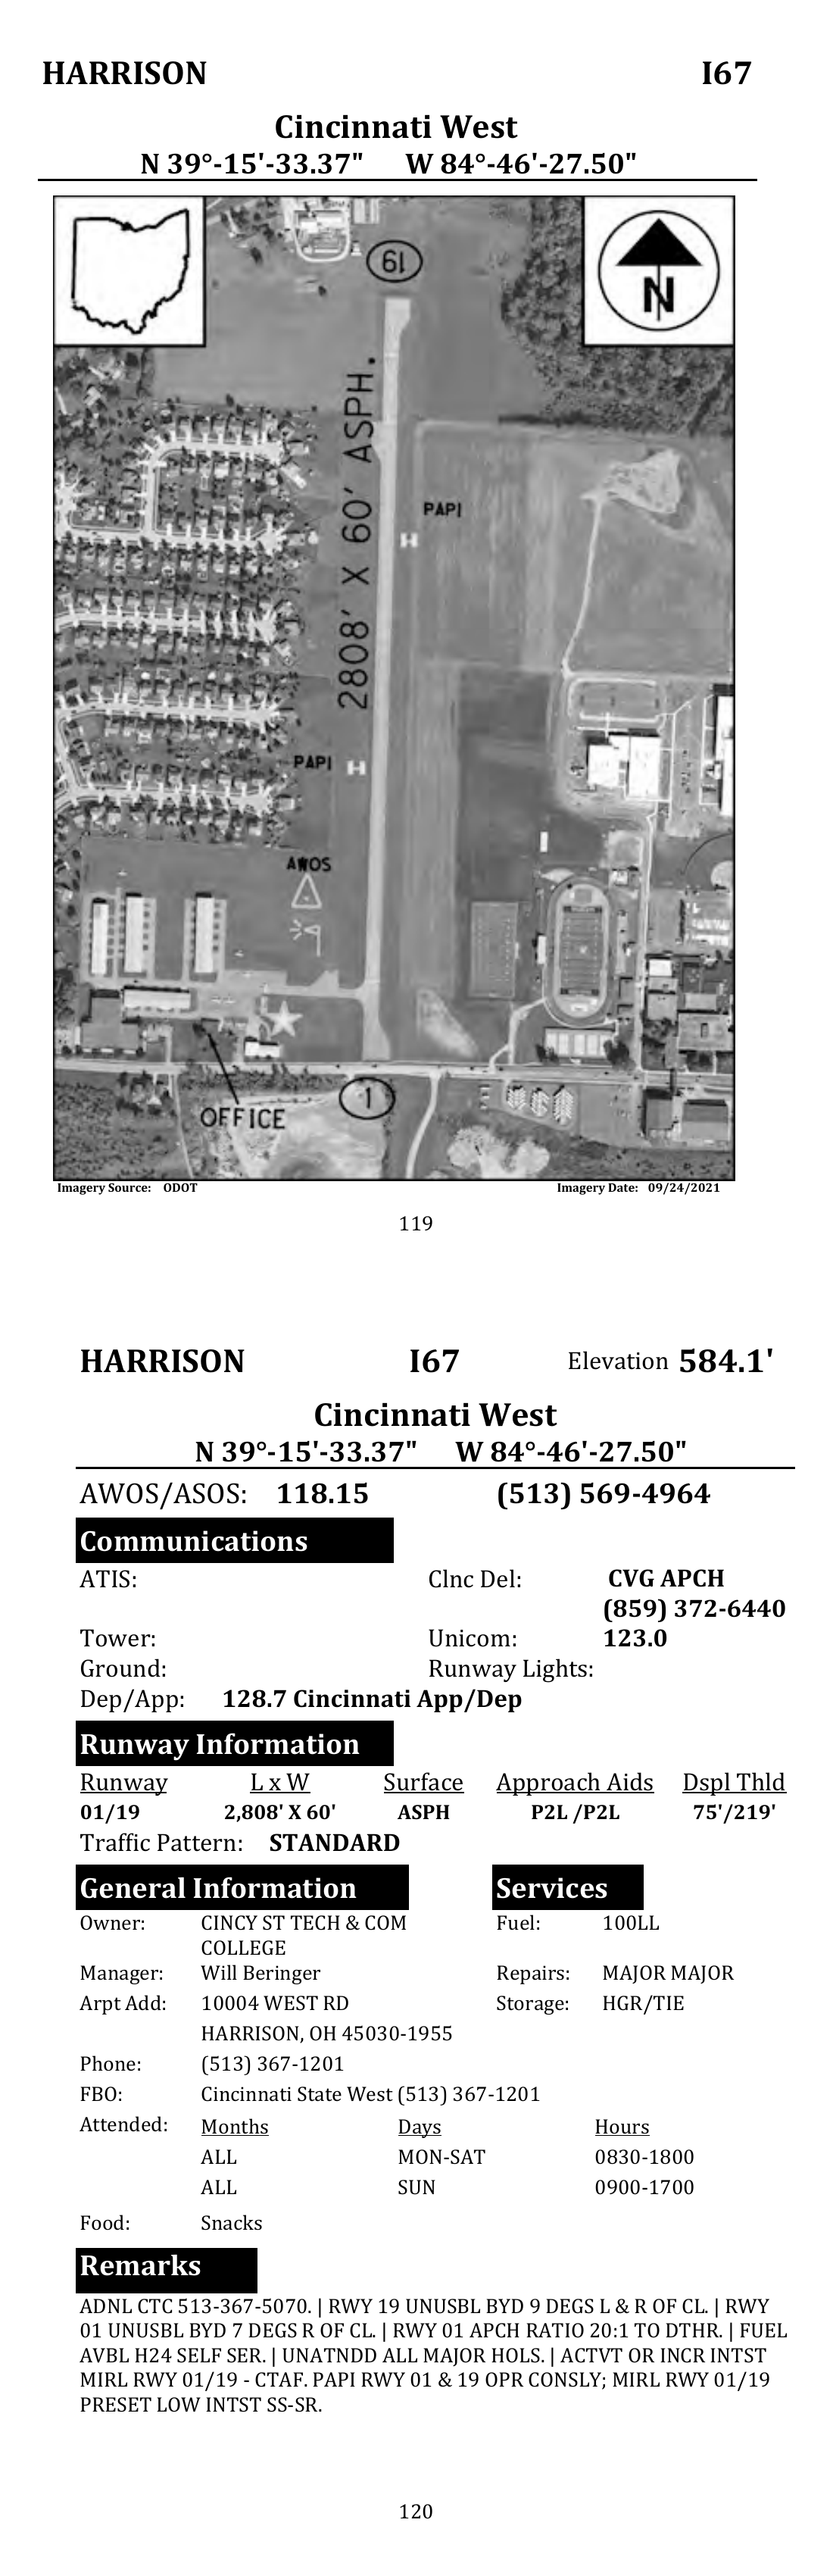 HARRISON I67
Cincinnati West
N 39°-15'-33.37" W 84°-46'-27.50"
19
N
2808' X 60' ASPH.
PAPI
H
PAPI
H
AWOS
OFFICE
1
Imagery Source: ODOT Imagery Date: 09/24/2021
119
HARRISON I67 Elevation 584.1'
Cincinnati West
N 39°-15'-33.37" W 84°-46'-27.50"
AWOS/ASOS: 118.15 (513) 569-4964
Communications
ATIS: Clnc Del: CVG APCH
(859) 372-6440
Tower: Unicom: 123.0
Ground: Runway Lights:
Dep/App: 128.7 Cincinnati App/Dep
Runway Information
Runway L x W Surface Approach Aids Dspl Thld
01/19 2,808' X 60' ASPH P2L /P2L 75'/219'
Traffic Pattern: STANDARD
General Information Services
Owner: CINCY ST TECH & COM Fuel: 100LL
COLLEGE
Manager: Will Beringer Repairs: MAJOR MAJOR
Arpt Add: 10004 WEST RD Storage: HGR/TIE
HARRISON, OH 45030-1955
Phone: (513) 367-1201
FBO: Cincinnati State West (513) 367-1201
Attended: Months Days Hours
ALL MON-SAT 0830-1800
ALL SUN 0900-1700
Food: Snacks
Remarks
ADNL CTC 513-367-5070. | RWY 19 UNUSBL BYD 9 DEGS L & R OF CL. | RWY
01 UNUSBL BYD 7 DEGS R OF CL. | RWY 01 APCH RATIO 20:1 TO DTHR. | FUEL
AVBL H24 SELF SER. | UNATNDD ALL MAJOR HOLS. | ACTVT OR INCR INTST
MIRL RWY 01/19 - CTAF. PAPI RWY 01 & 19 OPR CONSLY; MIRL RWY 01/19
PRESET LOW INTST SS-SR.
120